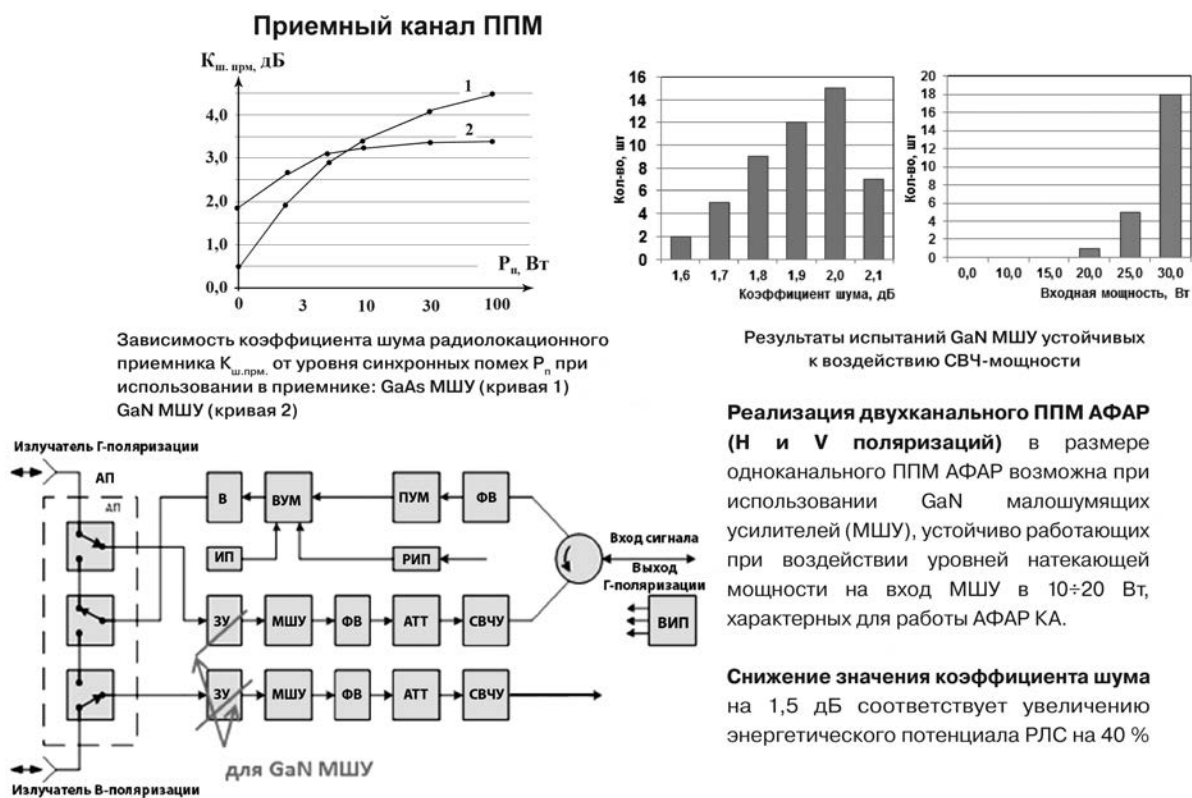 Приемный канал ППМ
Кш. прм, дБ
4,0
3,0
2,0
1,0
0,0
1
2
Pп, Вт
0
3
10
30
100
Зависимость коэффициента шума радиолокационного
приемника Кш.прм. от уровня синхронных помех Pп при
использовании в приемнике: GaAs МШУ (кривая 1)
GaN МШУ (кривая 2)
Кол-во, шт
16
14
12
10
8
6
4
2
0
1,6
1,7
1,8
1,9
2,0
2,1
Коэффициент шума, дБ
Кол-во, шт
20
18
16
14
12
10
8
6
4
2
0
0,0
10,0
15,0
20,0
25,0
30,0
Входная мощность, Вт
Результаты испытаний GaN МШУ устойчивых
к воздействию СВЧ-мощности
Излучатель Г-поляризации
АП
АП
В
ВУМ
ПУМ
ФВ
ИП
РИП
Вход сигнала
Выход
Г-поляризации
ВИП
ЗУ
МШУ
ФВ
АТТ
СВЧУ
ЗУ
МШУ
ФВ
АТТ
СВЧУ
для GaN МШУ
Излучатель В-поляризации
Реализация двухканального ППМ АФАР
(Н и V поляризаций) в размере
одноканального ППМ АФАР возможна при
использовании GaN малошумящих
усилителей (МШУ), устойчиво работающих
при воздействии уровней натекающей
мощности на вход МШУ в 10÷20 Вт,
характерных для работы АФАР КА.
Снижение значения коэффициента шума
на 1,5 дБ соответствует увеличению
энергетического потенциала РЛС на 40 %